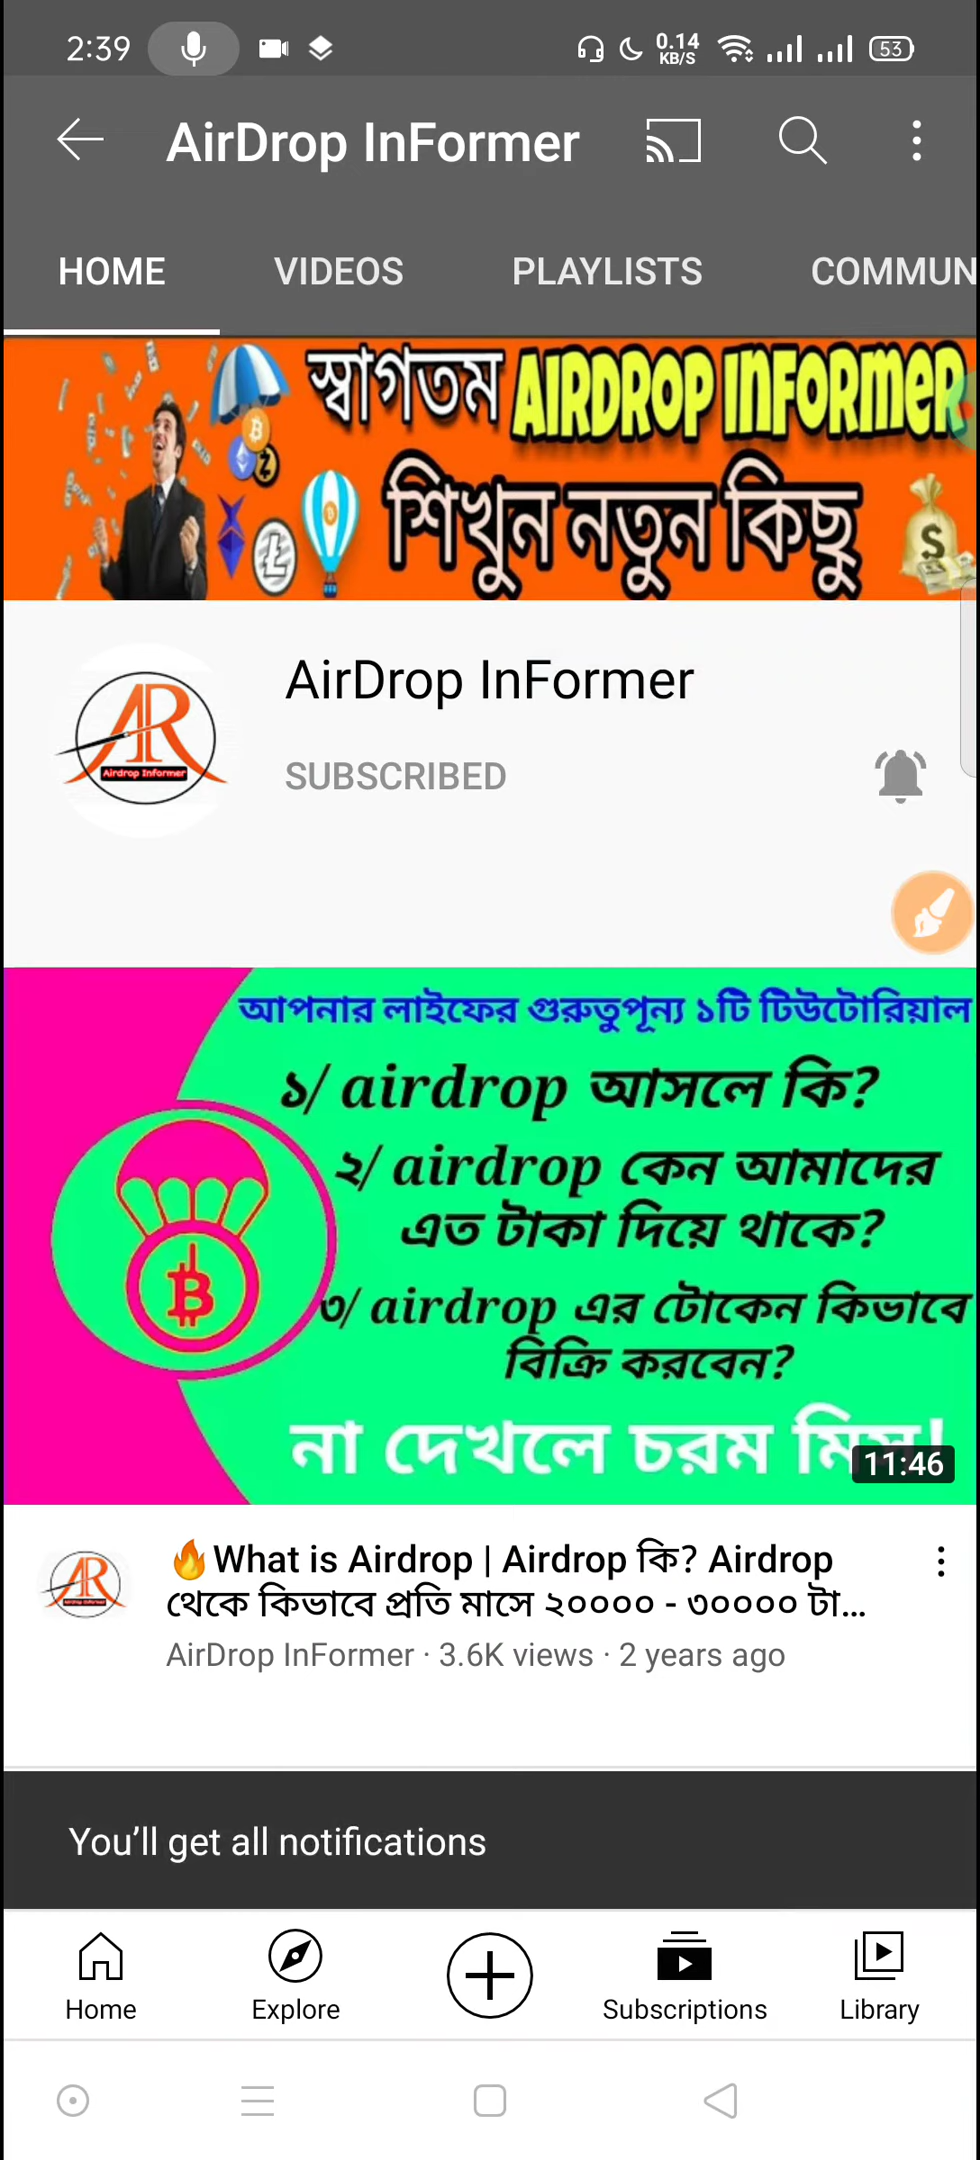 2:39
0.14 KB/S
53
AirDrop InFormer
HOME VIDEOS PLAYLISTS COMMUN
স্বাগতম AIRDROP INFORMER
শিখুন নতুন কিছু
AR
Airdrop Informer
AirDrop InFormer
SUBSCRIBED
আপনার লাইফের গুরুত্বপূন্য ১টি টিউটোরিয়াল
১/ airdrop আসলে কি?
২/ airdrop কেন আমাদের
এত টাকা দিয়ে থাকে?
৩/ airdrop এর টোকেন কিভাবে
বিক্রি করবেন?
না দেখলে চরম মিস!
11:46
🔥What is Airdrop | Airdrop কি? Airdrop
থেকে কিভাবে প্রতি মাসে ২০০০০ - ৩০০০০ টা...
AirDrop InFormer · 3.6K views · 2 years ago
You’ll get all notifications
Home Explore Subscriptions Library